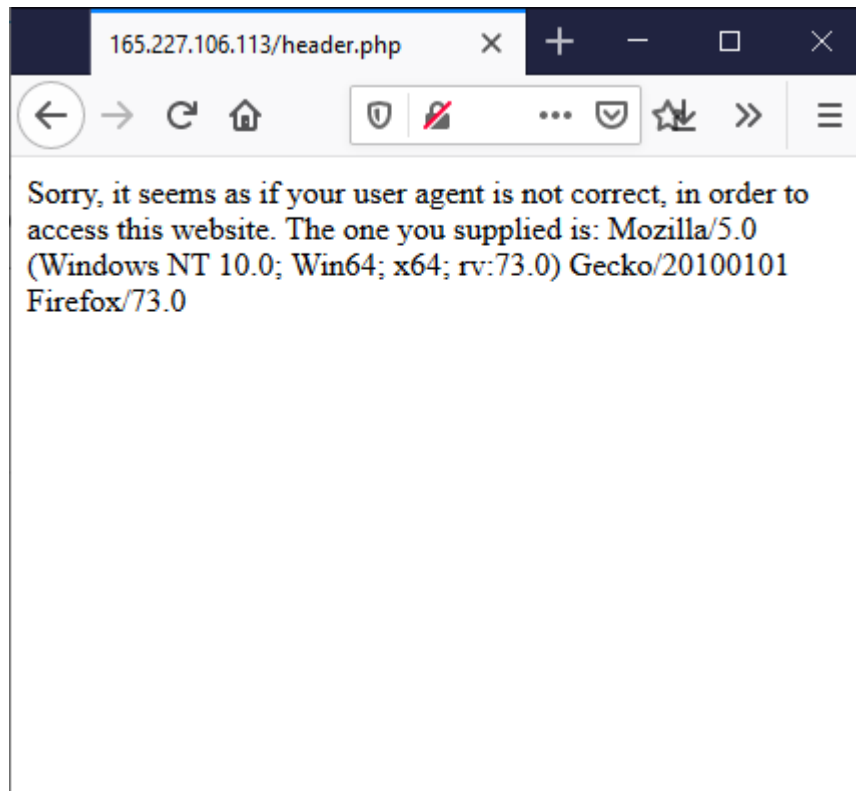 165.227.106.113/header.php
Sorry, it seems as if your user agent is not correct, in order to
access this website. The one you supplied is: Mozilla/5.0
(Windows NT 10.0; Win64; x64; rv:73.0) Gecko/20100101
Firefox/73.0